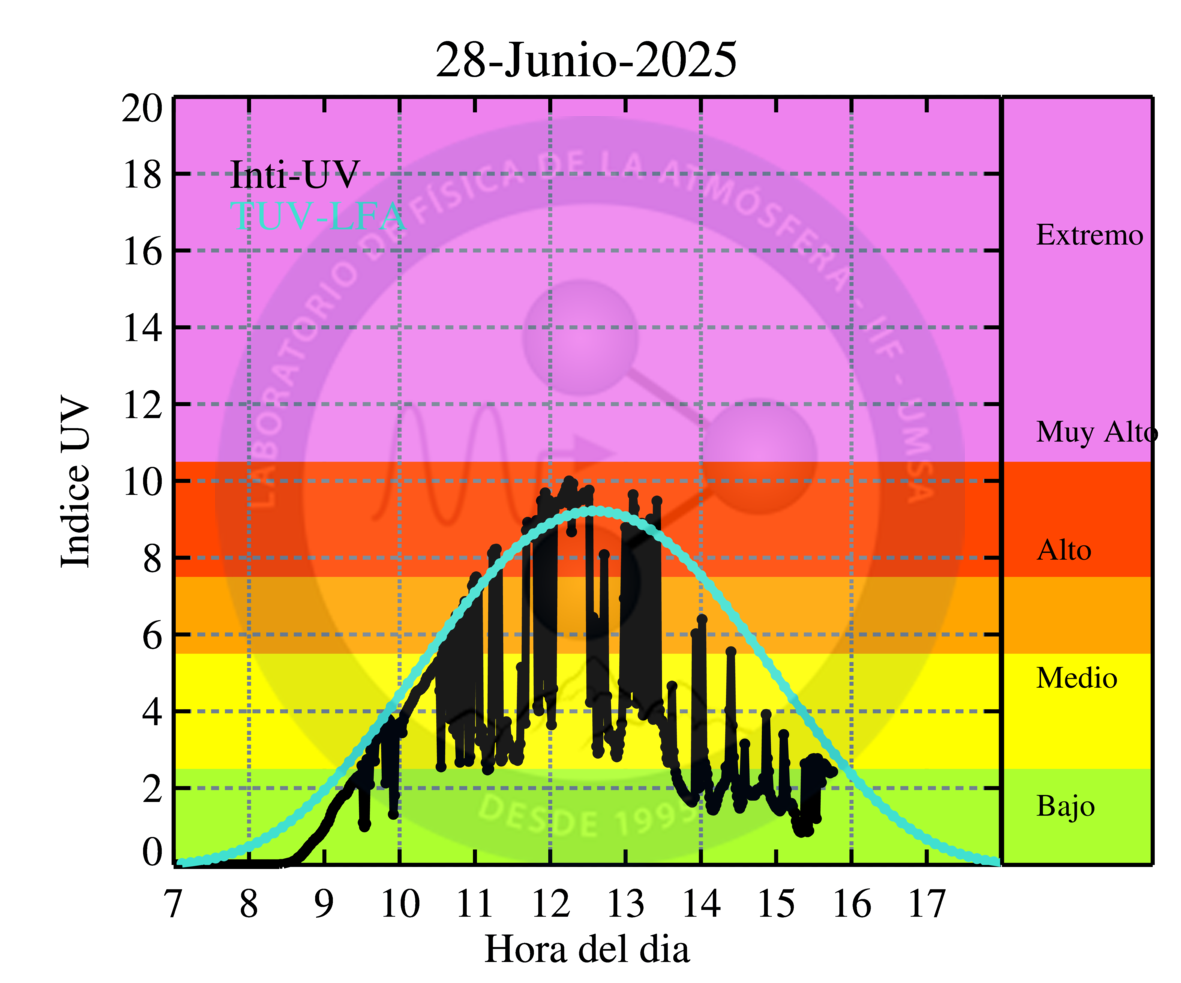 28-Junio-2025
20
18
16
14
12
10
8
6
4
2
0
Indice UV
Inti-UV
TUV-LFA
LABORATORIO DE FÍSICA DE LA ATMÓSFERA - IIF - UMSA
DESDE 1995
Extremo
Muy Alto
Alto
Medio
Bajo
7 8 9 10 11 12 13 14 15 16 17
Hora del dia